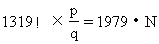 1319！ × p/q = 1979・N